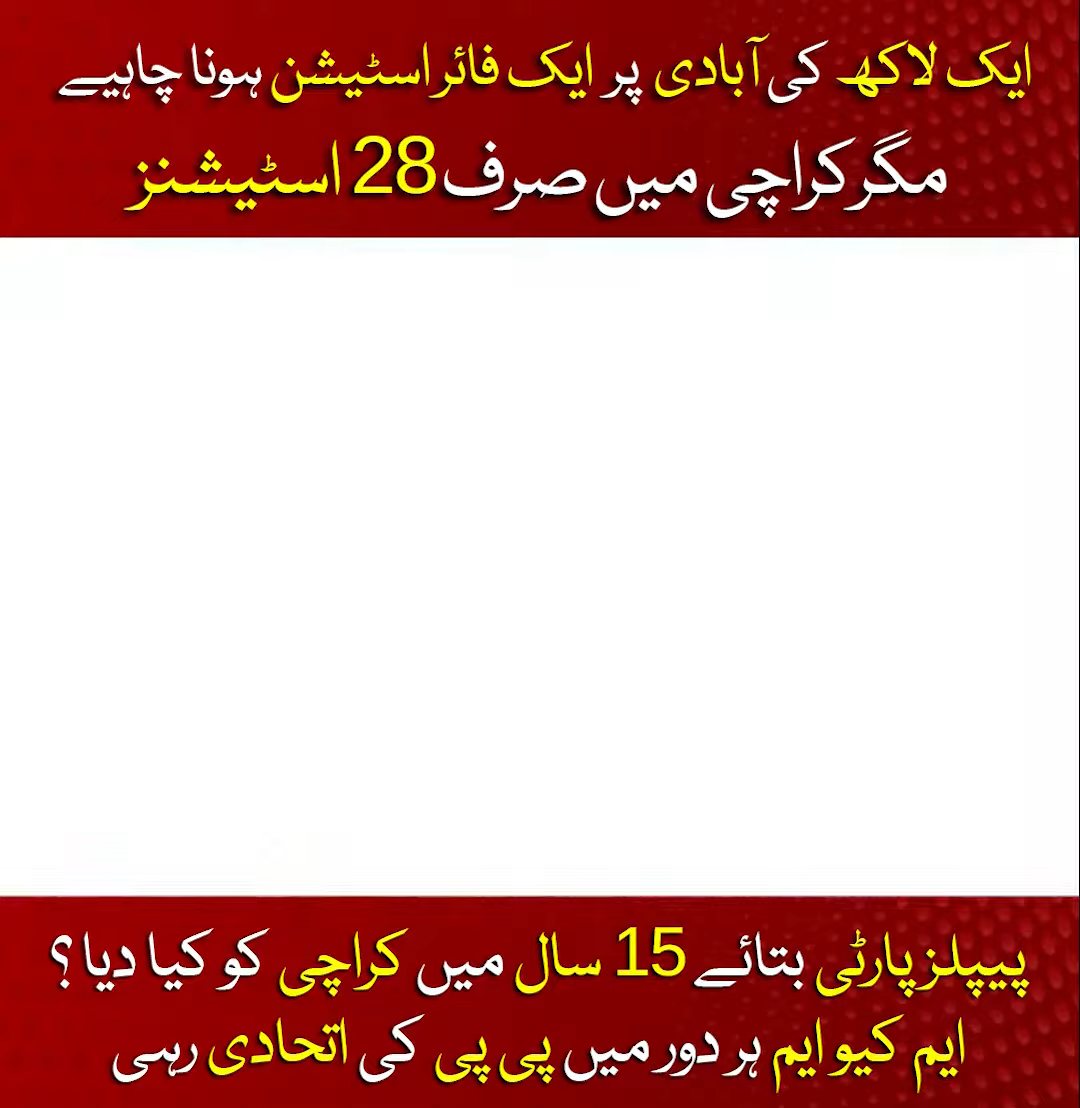 ایک لاکھ کی آبادی پر ایک فائر اسٹیشن ہونا چاہیے
مگر کراچی میں صرف 28 اسٹیشنز
پیپلز پارٹی بتائے 15 سال میں کراچی کو کیا دیا ؟
ایم کیو ایم ہر دور میں پی پی کی اتحادی رہی